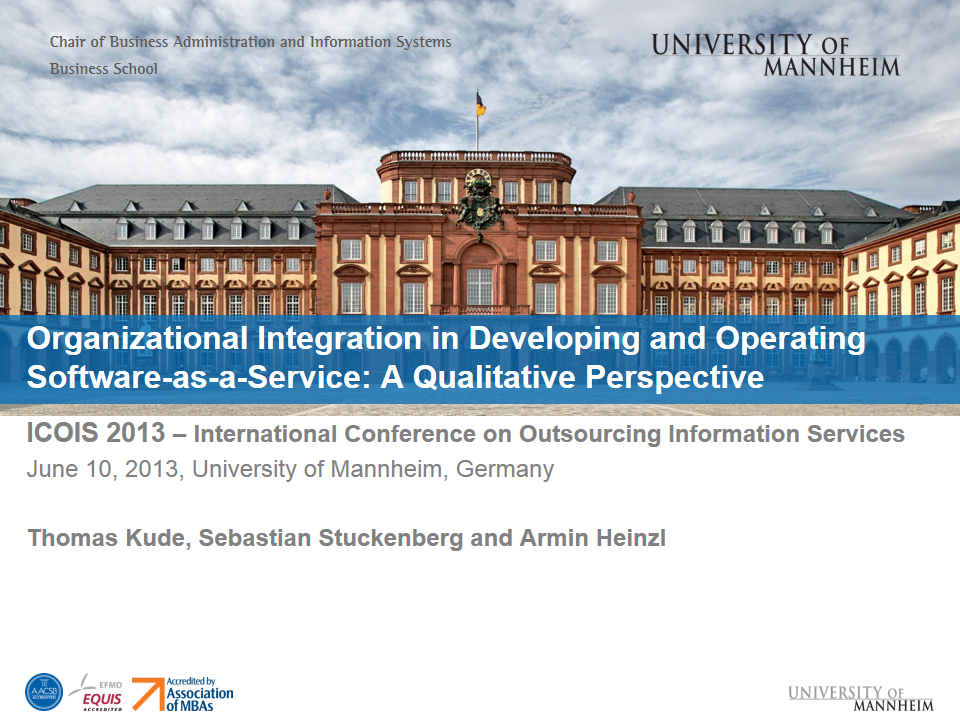 Chair of Business Administration and Information Systems
Business School
UNIVERSITY OF
MANNHEIM
Organizational Integration in Developing and Operating
Software-as-a-Service: A Qualitative Perspective
ICOIS 2013 – International Conference on Outsourcing Information Services
June 10, 2013, University of Mannheim, Germany
Thomas Kude, Sebastian Stuckenberg and Armin Heinzl
AACSB
ACCREDITED
EFMD
EQUIS
ACCREDITED
Accredited by
Association
of MBAs
UNIVERSITY OF
MANNHEIM